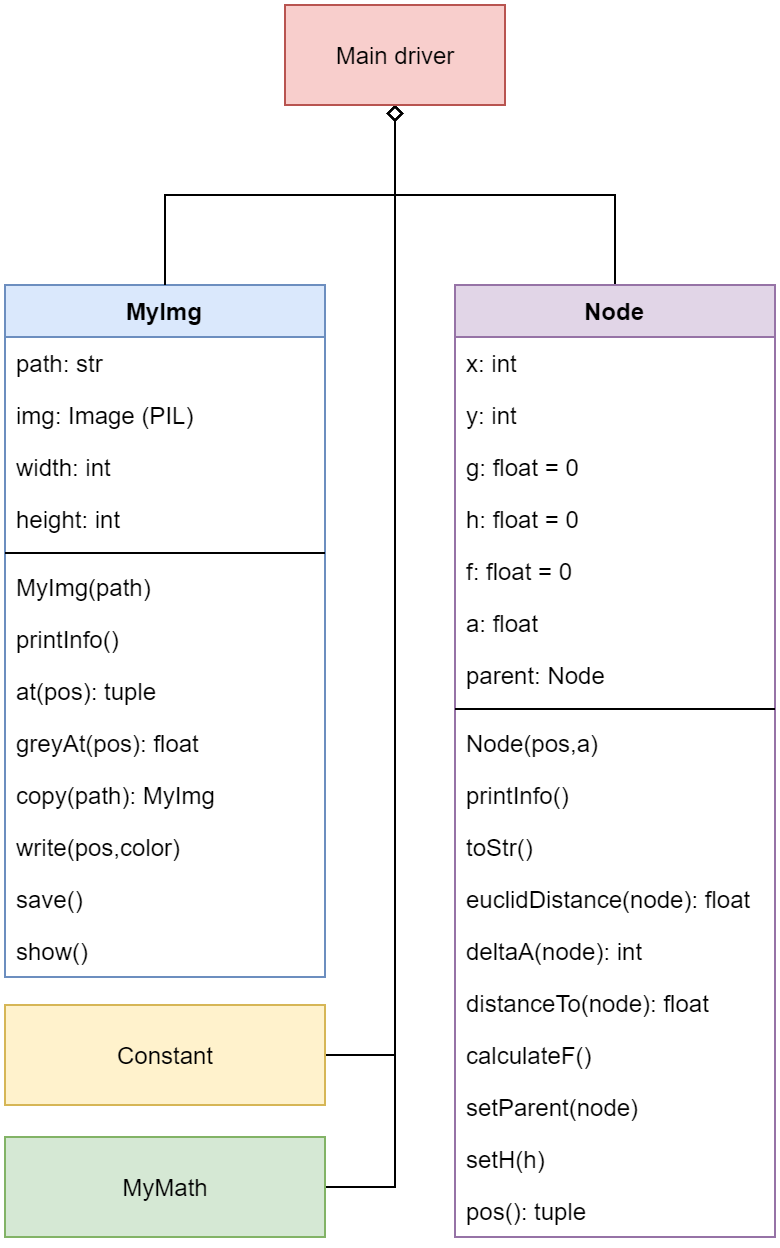 Main driver
MyImg
path: str
img: Image (PIL)
width: int
height: int
MyImg(path)
printInfo()
at(pos): tuple
greyAt(pos): float
copy(path): MyImg
write(pos,color)
save()
show()
Constant
MyMath
Node
x: int
y: int
g: float = 0
h: float = 0
f: float = 0
a: float
parent: Node
Node(pos,a)
printInfo()
toStr()
euclidDistance(node): float
deltaA(node): int
distanceTo(node): float
calculateF()
setParent(node)
setH(h)
pos(): tuple